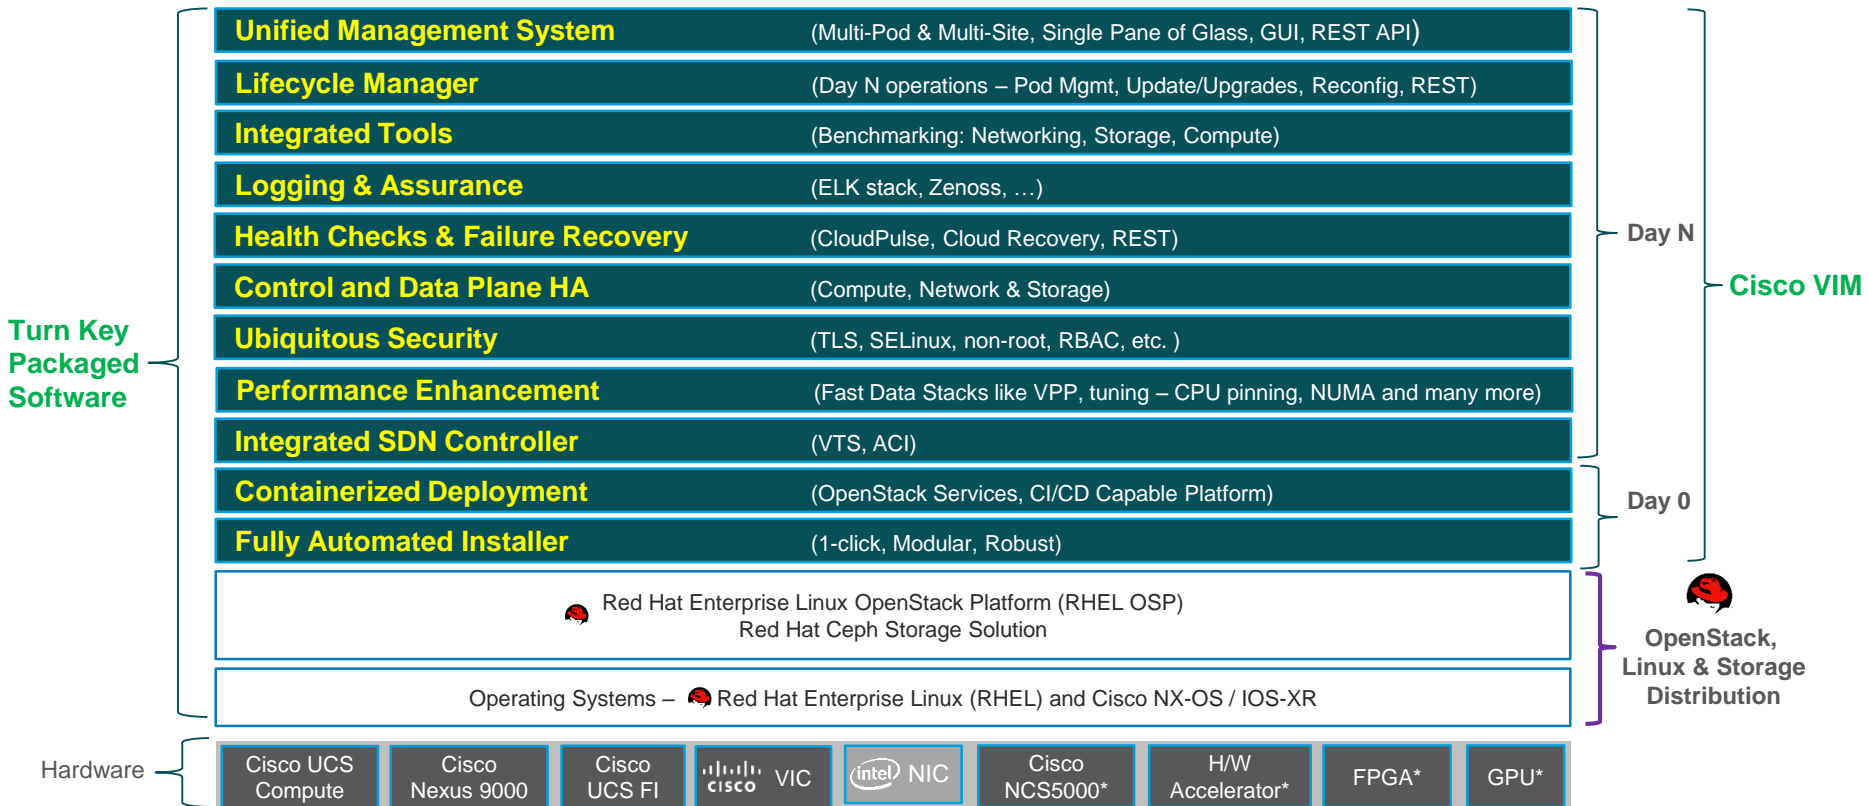 Unified Management System (Multi-Pod & Multi-Site, Single Pane of Glass, GUI, REST API)
Lifecycle Manager (Day N operations – Pod Mgmt, Update/Upgrades, Reconfig, REST)
Integrated Tools (Benchmarking: Networking, Storage, Compute)
Logging & Assurance (ELK stack, Zenoss, …)
Health Checks & Failure Recovery (CloudPulse, Cloud Recovery, REST)
Control and Data Plane HA (Compute, Network & Storage)
Ubiquitous Security (TLS, SELinux, non-root, RBAC, etc. )
Performance Enhancement (Fast Data Stacks like VPP, tuning – CPU pinning, NUMA and many more)
Integrated SDN Controller (VTS, ACI)
Containerized Deployment (OpenStack Services, CI/CD Capable Platform)
Fully Automated Installer (1-click, Modular, Robust)
Red Hat Enterprise Linux OpenStack Platform (RHEL OSP)
Red Hat Ceph Storage Solution
Operating Systems – Red Hat Enterprise Linux (RHEL) and Cisco NX-OS / IOS-XR
Turn Key
Packaged
Software
Day N
Day 0
Cisco VIM
OpenStack,
Linux & Storage
Distribution
Hardware
Cisco UCS
Compute
Cisco
Nexus 9000
Cisco
UCS FI
CISCO VIC
intel NIC
Cisco
NCS5000*
H/W
Accelerator*
FPGA*
GPU*